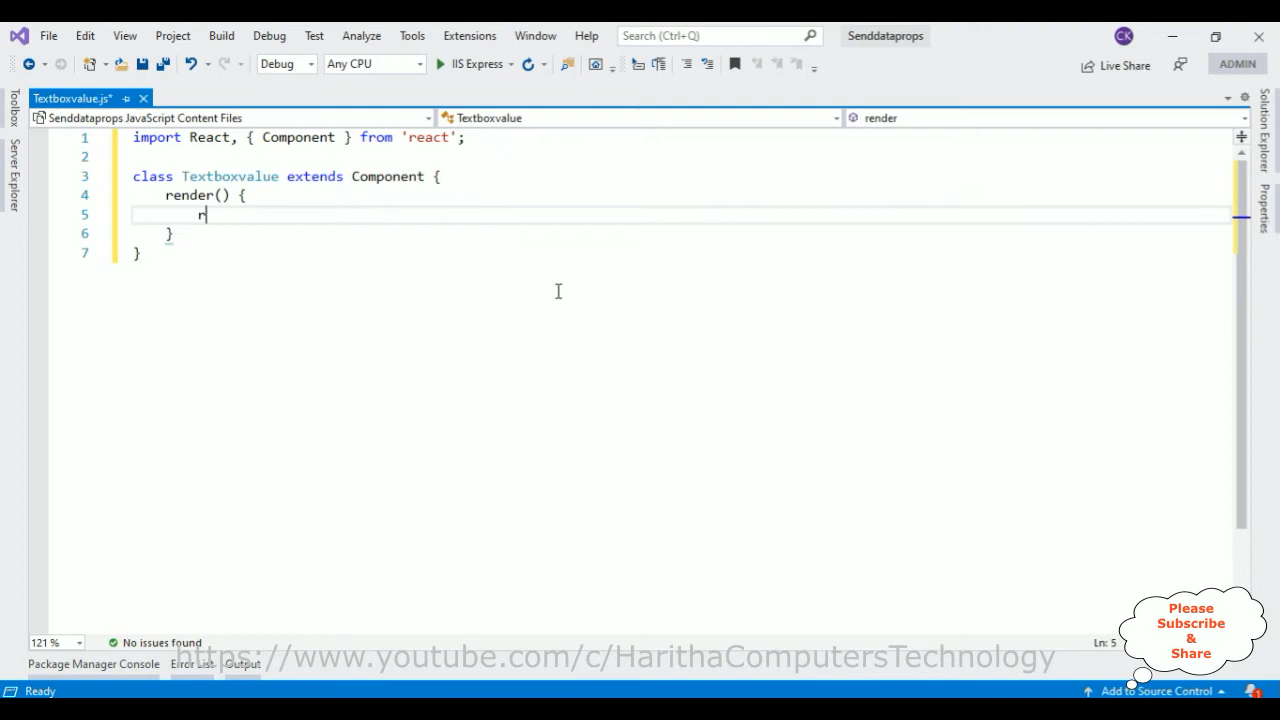 File Edit View Project Build Debug Test Analyze Tools Extensions Window Help Search (Ctrl+Q) Senddataprops CK
Debug Any CPU IIS Express Live Share ADMIN
Textboxvalue.js*
Senddataprops JavaScript Content Files Textboxvalue render
Toolbox
Server Explorer
Solution Explorer
Properties
1 import React, { Component } from 'react';
2
3 class Textboxvalue extends Component {
4 render() {
5 r
6 }
7 }
Please
Subscribe
&
Share
121 % No issues found Ln: 5
https://www.youtube.com/c/HarithaComputersTechnology
Package Manager Console Error List Output
Ready Add to Source Control 1